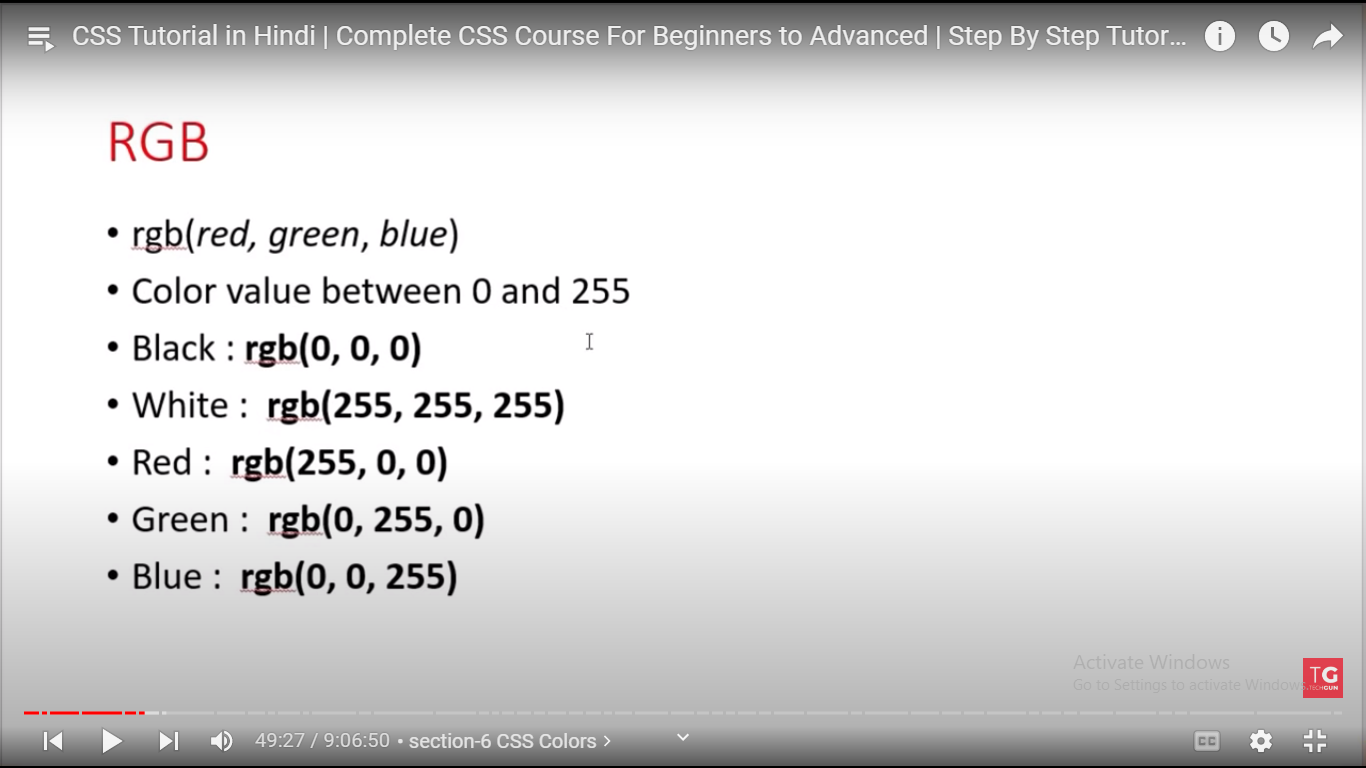 CSS Tutorial in Hindi | Complete CSS Course For Beginners to Advanced | Step By Step Tutor...
RGB
• rgb(red, green, blue)
• Color value between 0 and 255
• Black : rgb(0, 0, 0)
• White : rgb(255, 255, 255)
• Red : rgb(255, 0, 0)
• Green : rgb(0, 255, 0)
• Blue : rgb(0, 0, 255)
Activate Windows
Go to Settings to activate Windows.
TG
TECHGUN
49:27 / 9:06:50 • section-6 CSS Colors >
CC